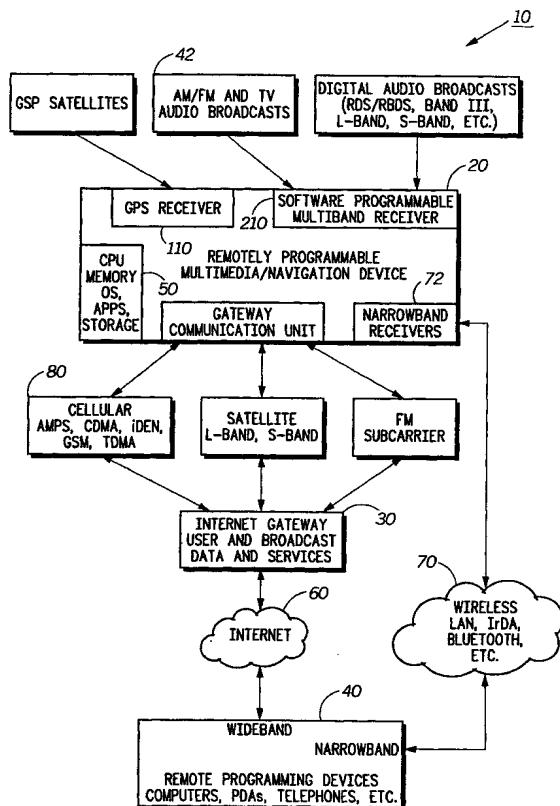 10
42
GSP SATELLITES
AM/FM AND TV
AUDIO BROADCASTS
DIGITAL AUDIO BROADCASTS
(RDS/RBDS, BAND III,
L-BAND, S-BAND, ETC.)
20
GPS RECEIVER
210
SOFTWARE PROGRAMMABLE
MULTIBAND RECEIVER
110
CPU
MEMORY
OS,
APPS,
STORAGE
50
REMOTELY PROGRAMMABLE
MULTIMEDIA/NAVIGATION DEVICE
72
GATEWAY
COMMUNICATION UNIT
NARROWBAND
RECEIVERS
80
CELLULAR
AMPS, CDMA, iDEN,
GSM, TDMA
SATELLITE
L-BAND, S-BAND
FM
SUBCARRIER
30
INTERNET GATEWAY
USER AND BROADCAST
DATA AND SERVICES
70
WIRELESS
LAN, IrDA,
BLUETOOTH,
ETC.
60
INTERNET
40
WIDEBAND
NARROWBAND
REMOTE PROGRAMMING DEVICES
COMPUTERS, PDAs, TELEPHONES, ETC.